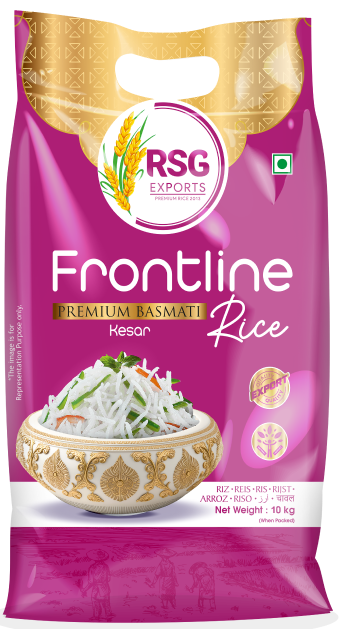 RSG
EXPORTS
PREMIUM RICE 2013
Frontline
PREMIUM BASMATI
Rice
Kesar
*The image is for
Representation Purpose only.
EXPORT
RIZ • REIS • RIS • RIJST •
ARROZ • RISO • أرز • चावल
Net Weight : 10 kg
(When Packed)